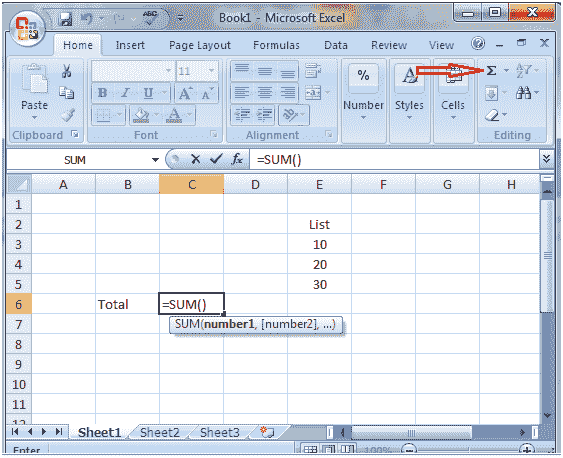 Book1 - Microsoft Excel
Home Insert Page Layout Formulas Data Review View
11
Σ
Paste
B I U A A
% Number
A Styles
Cells
Clipboard Font Alignment Editing
SUM fx =SUM()
A B C D E F G H
1
2 List
3 10
4 20
5 30
6 Total =SUM()
7 SUM(number1, [number2], ...)
8
9
10
11
12
Sheet1 Sheet2 Sheet3
Enter 100%